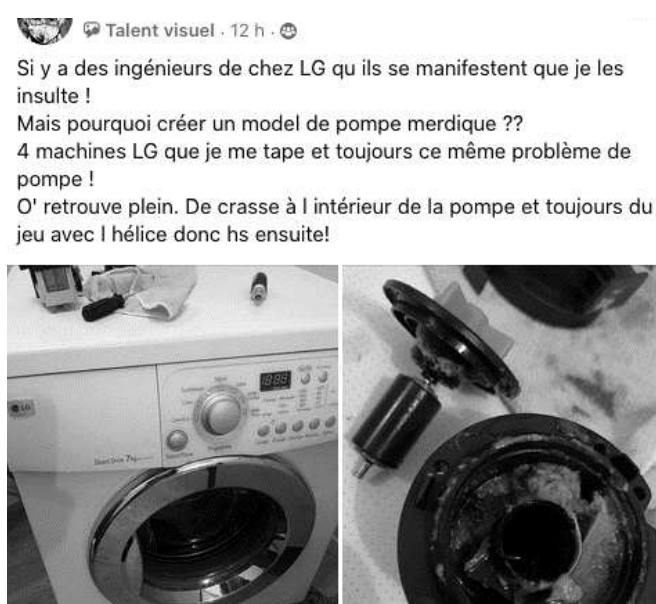 Talent visuel · 12 h ·
Si y a des ingénieurs de chez LG qu ils se manifestent que je les
insulte !
Mais pourquoi créer un model de pompe merdique ??
4 machines LG que je me tape et toujours ce même problème de
pompe !
O' retrouve plein. De crasse à l intérieur de la pompe et toujours du
jeu avec l hélice donc hs ensuite!
LG